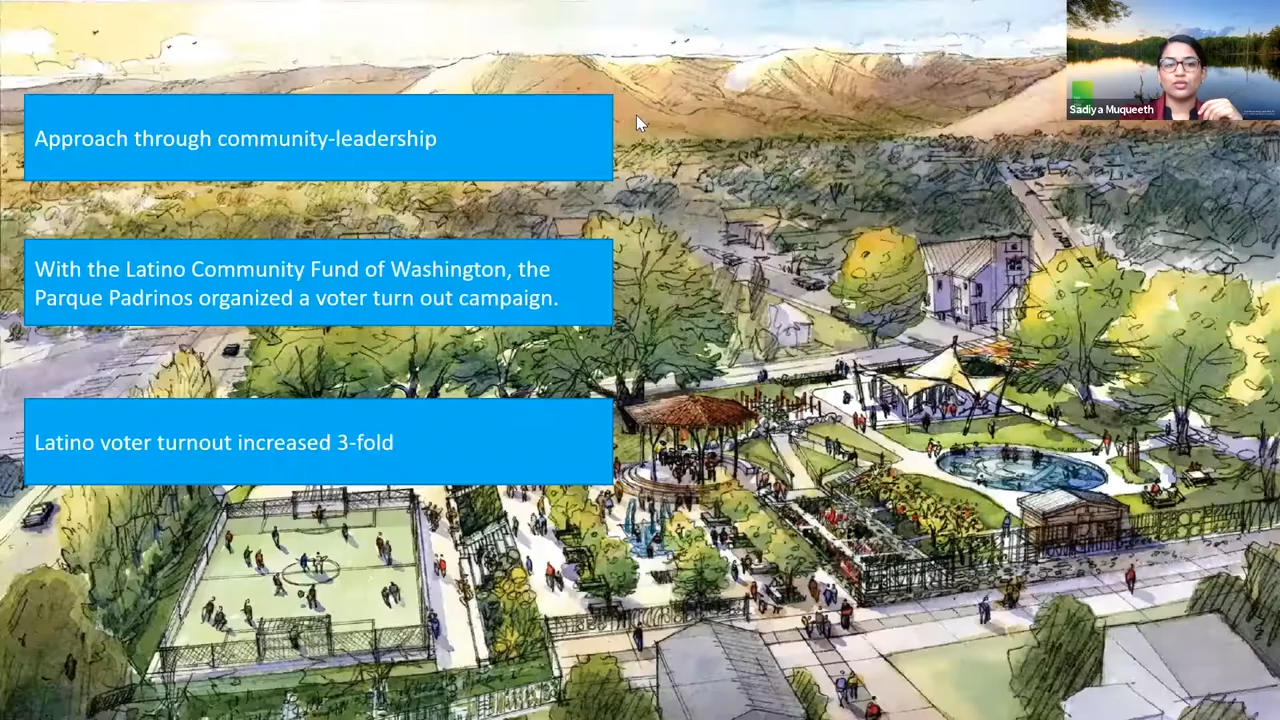 Approach through community-leadership
With the Latino Community Fund of Washington, the
Parque Padrinos organized a voter turn out campaign.
Latino voter turnout increased 3-fold
Sadiya Muqueeth